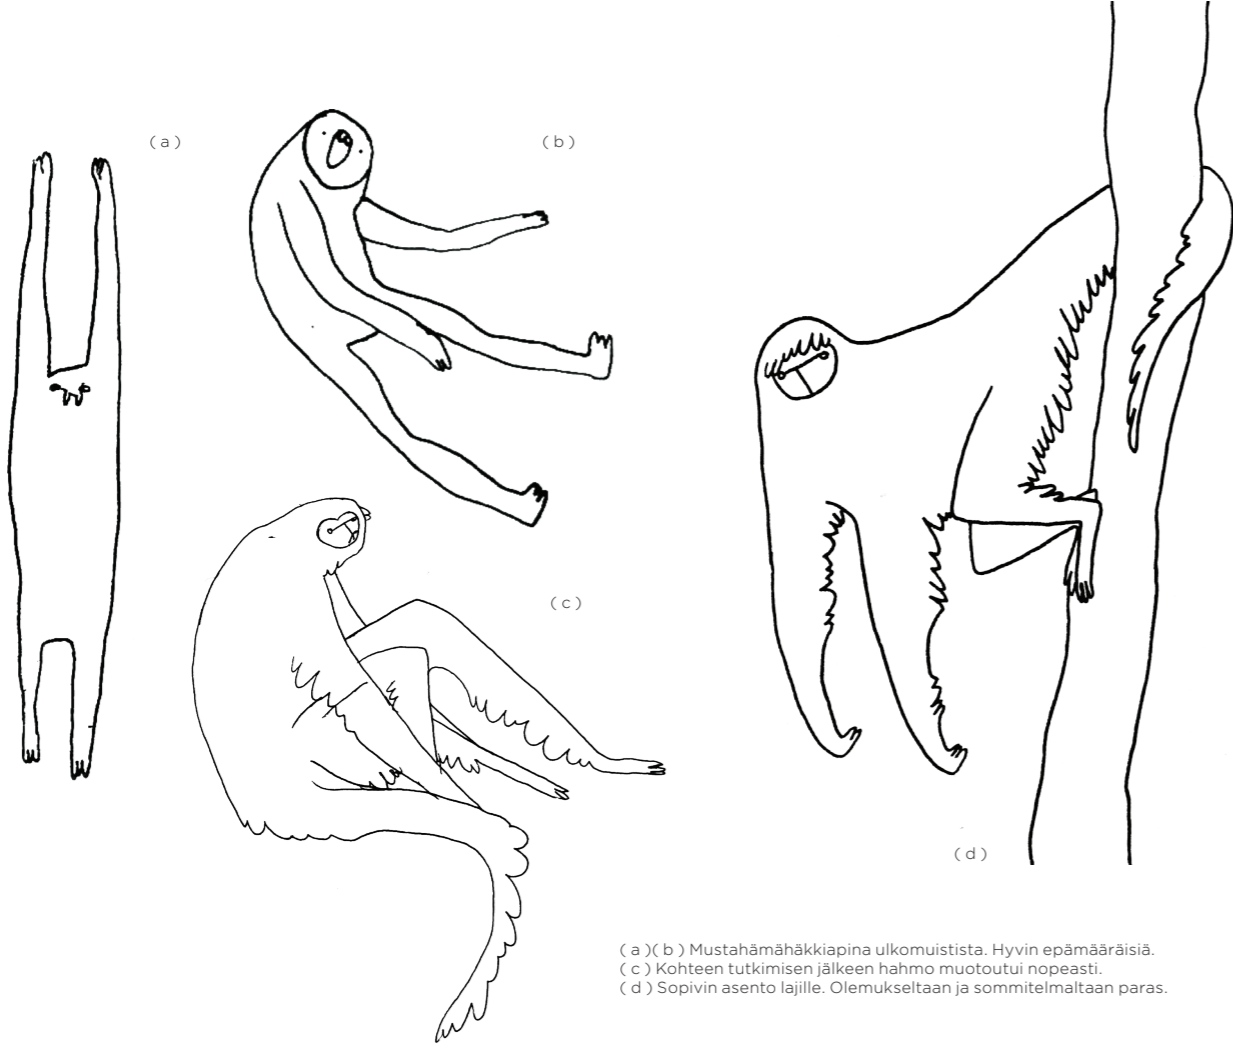 ( a )
( b )
( c )
( d )
( a )( b ) Mustahämähäkkiapina ulkomuistista. Hyvin epämääräisiä.
( c ) Kohteen tutkimisen jälkeen hahmo muotoutui nopeasti.
( d ) Sopivin asento lajille. Olemukseltaan ja sommitelmaltaan paras.